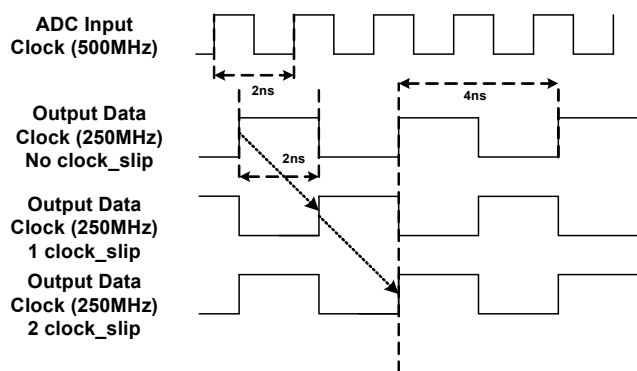 ADC Input
Clock (500MHz)
2ns
4ns
Output Data
Clock (250MHz)
No clock_slip
2ns
Output Data
Clock (250MHz)
1 clock_slip
Output Data
Clock (250MHz)
2 clock_slip